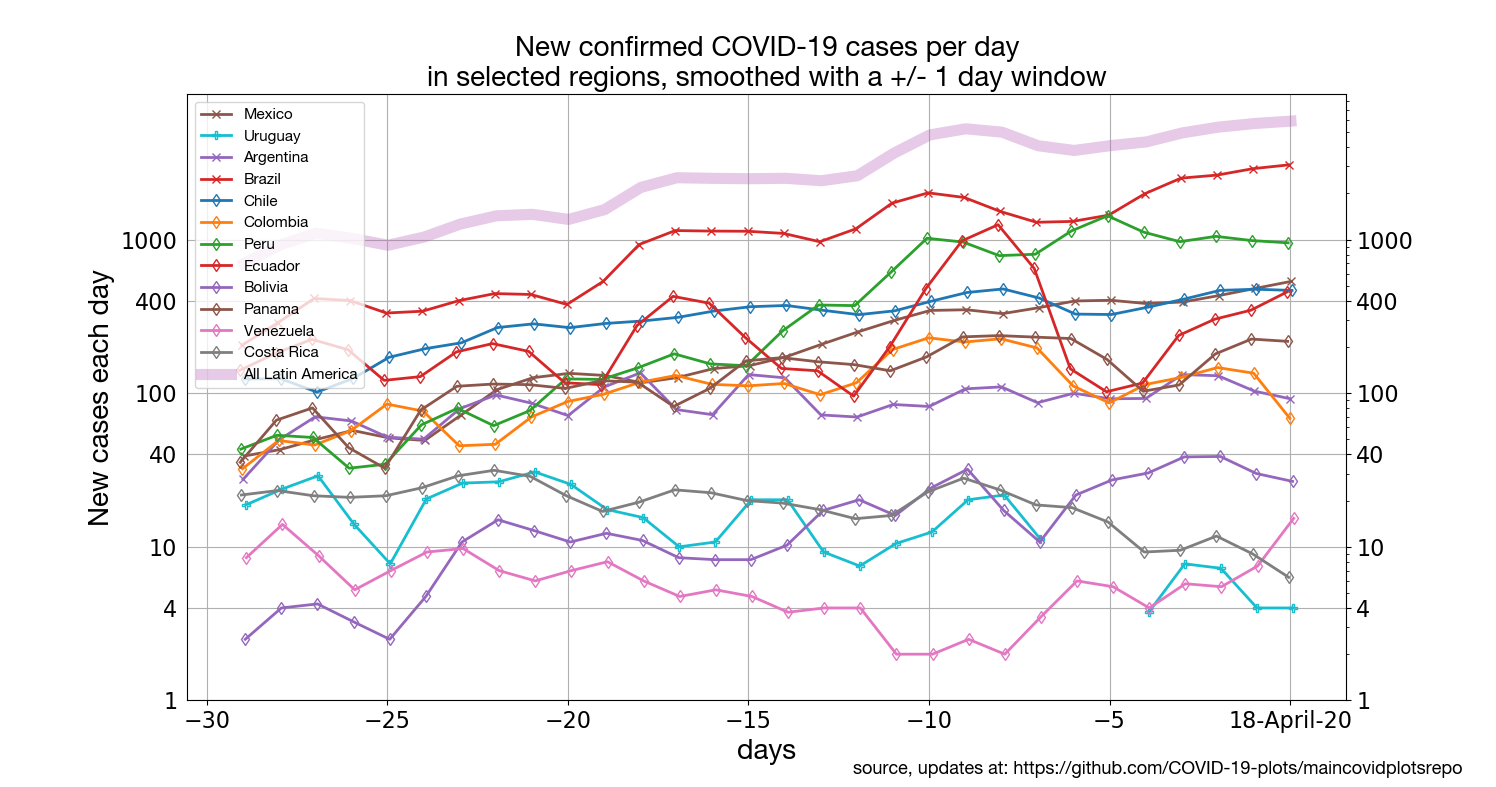 New confirmed COVID-19 cases per day
in selected regions, smoothed with a +/- 1 day window
Mexico
Uruguay
Argentina
Brazil
Chile
Colombia
Peru
Ecuador
Bolivia
Panama
Venezuela
Costa Rica
All Latin America
New cases each day
1000
400
100
40
10
4
1
1000
400
100
40
10
4
1
−30
−25
−20
−15
−10
−5
18-April-20
days
source, updates at: https://github.com/COVID-19-plots/maincovidplotsrepo